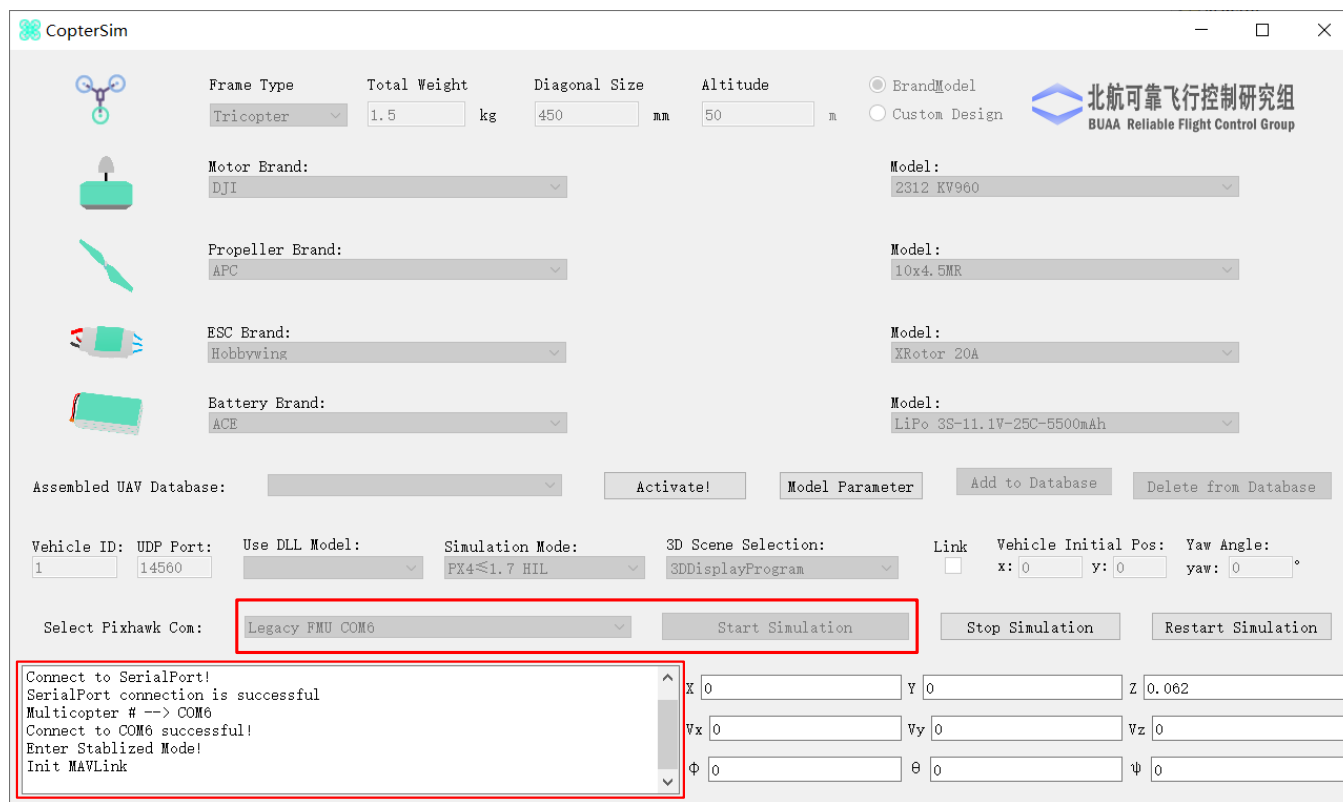 CopterSim
Frame Type Total Weight Diagonal Size Altitude
Tricopter 1.5 kg 450 mm 50 m
BrandModel
Custom Design
北航可靠飞行控制研究组
BUAA Reliable Flight Control Group
Motor Brand: Model:
DJI 2312 KV960
Propeller Brand: Model:
APC 10x4.5MR
ESC Brand: Model:
Hobbywing XRotor 20A
Battery Brand: Model:
ACE LiPo 3S-11.1V-25C-5500mAh
Assembled UAV Database: Activate! Model Parameter Add to Database Delete from Database
Vehicle ID: UDP Port: Use DLL Model: Simulation Mode: 3D Scene Selection: Link Vehicle Initial Pos: Yaw Angle:
1 14560 PX4≤1.7 HIL 3DDisplayProgram x: 0 y: 0 yaw: 0 °
Select Pixhawk Com: Legacy FMU COM6 Start Simulation Stop Simulation Restart Simulation
Connect to SerialPort!
SerialPort connection is successful
Multicopter # --> COM6
Connect to COM6 successful!
Enter Stablized Mode!
Init MAVLink
X 0 Y 0 Z 0.062
Vx 0 Vy 0 Vz 0
Φ 0 θ 0 ψ 0